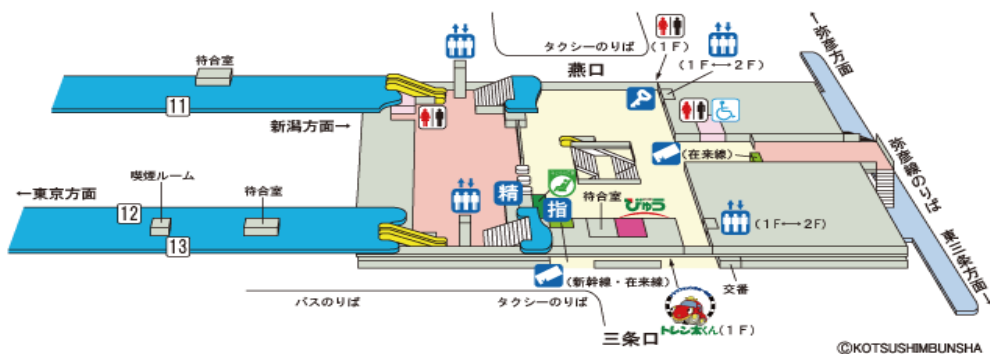 タクシーのりば
燕口
(1F)
(1F⟷2F)
↖弥彦方面
待合室
11
新潟方面→
(在来線)
弥彦線のりば
←東京方面
喫煙ルーム
待合室
12
13
精
指
待合室
びゅう
(1F⟷2F)
東三条方面→
(新幹線・在来線)
交番
バスのりば
タクシーのりば
三条口
トレン太くん(1F)
©KOTSUSHIMBUNSHA